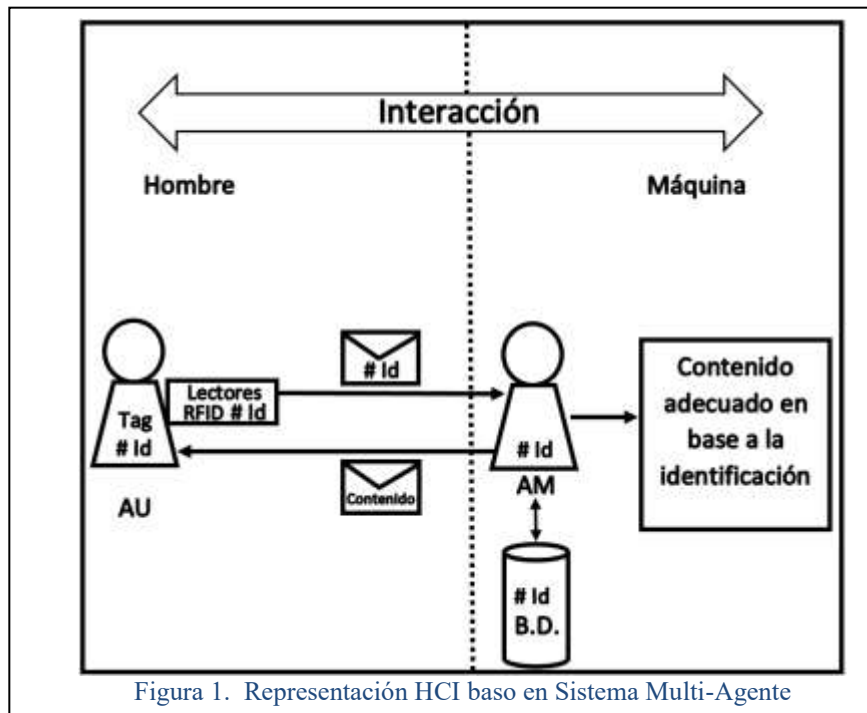 Interacción
Hombre
Máquina
# Id
Lectores
RFID # Id
Tag
# Id
AU
Contenido
# Id
AM
# Id
B.D.
Contenido
adecuado en
base a la
identificación
Figura 1. Representación HCI baso en Sistema Multi-Agente